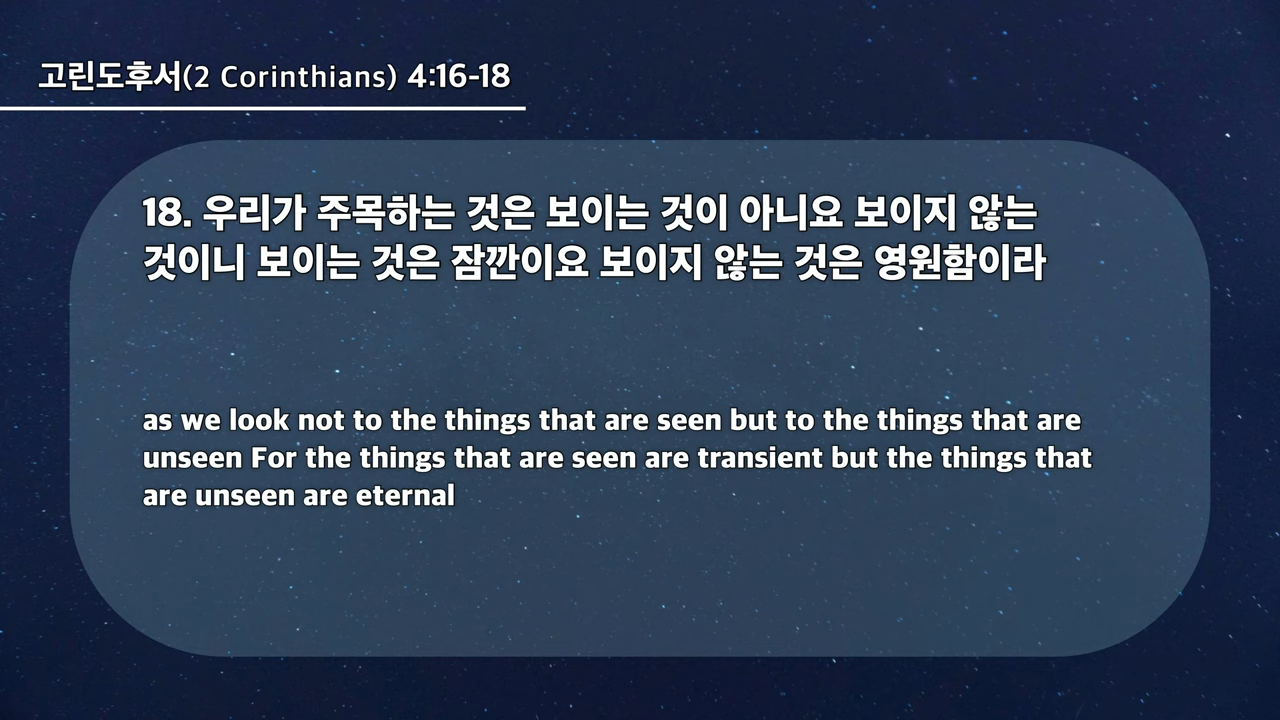 고린도후서(2 Corinthians) 4:16-18
18. 우리가 주목하는 것은 보이는 것이 아니요 보이지 않는
것이니 보이는 것은 잠깐이요 보이지 않는 것은 영원함이라
as we look not to the things that are seen but to the things that are
unseen For the things that are seen are transient but the things that
are unseen are eternal